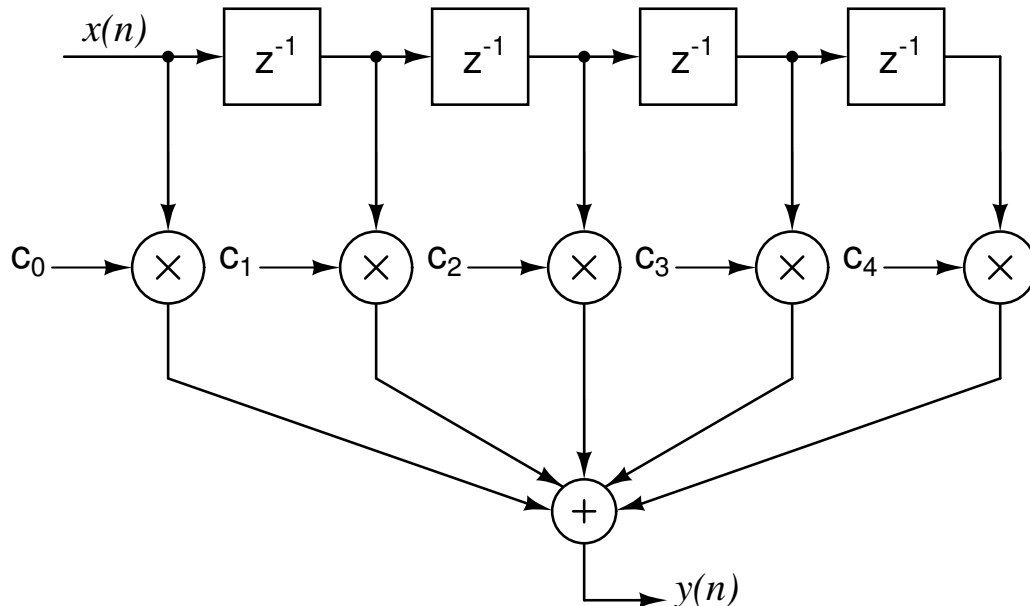 x(n) z⁻¹ z⁻¹ z⁻¹ z⁻¹
c₀ × c₁ × c₂ × c₃ × c₄ ×
+
y(n)